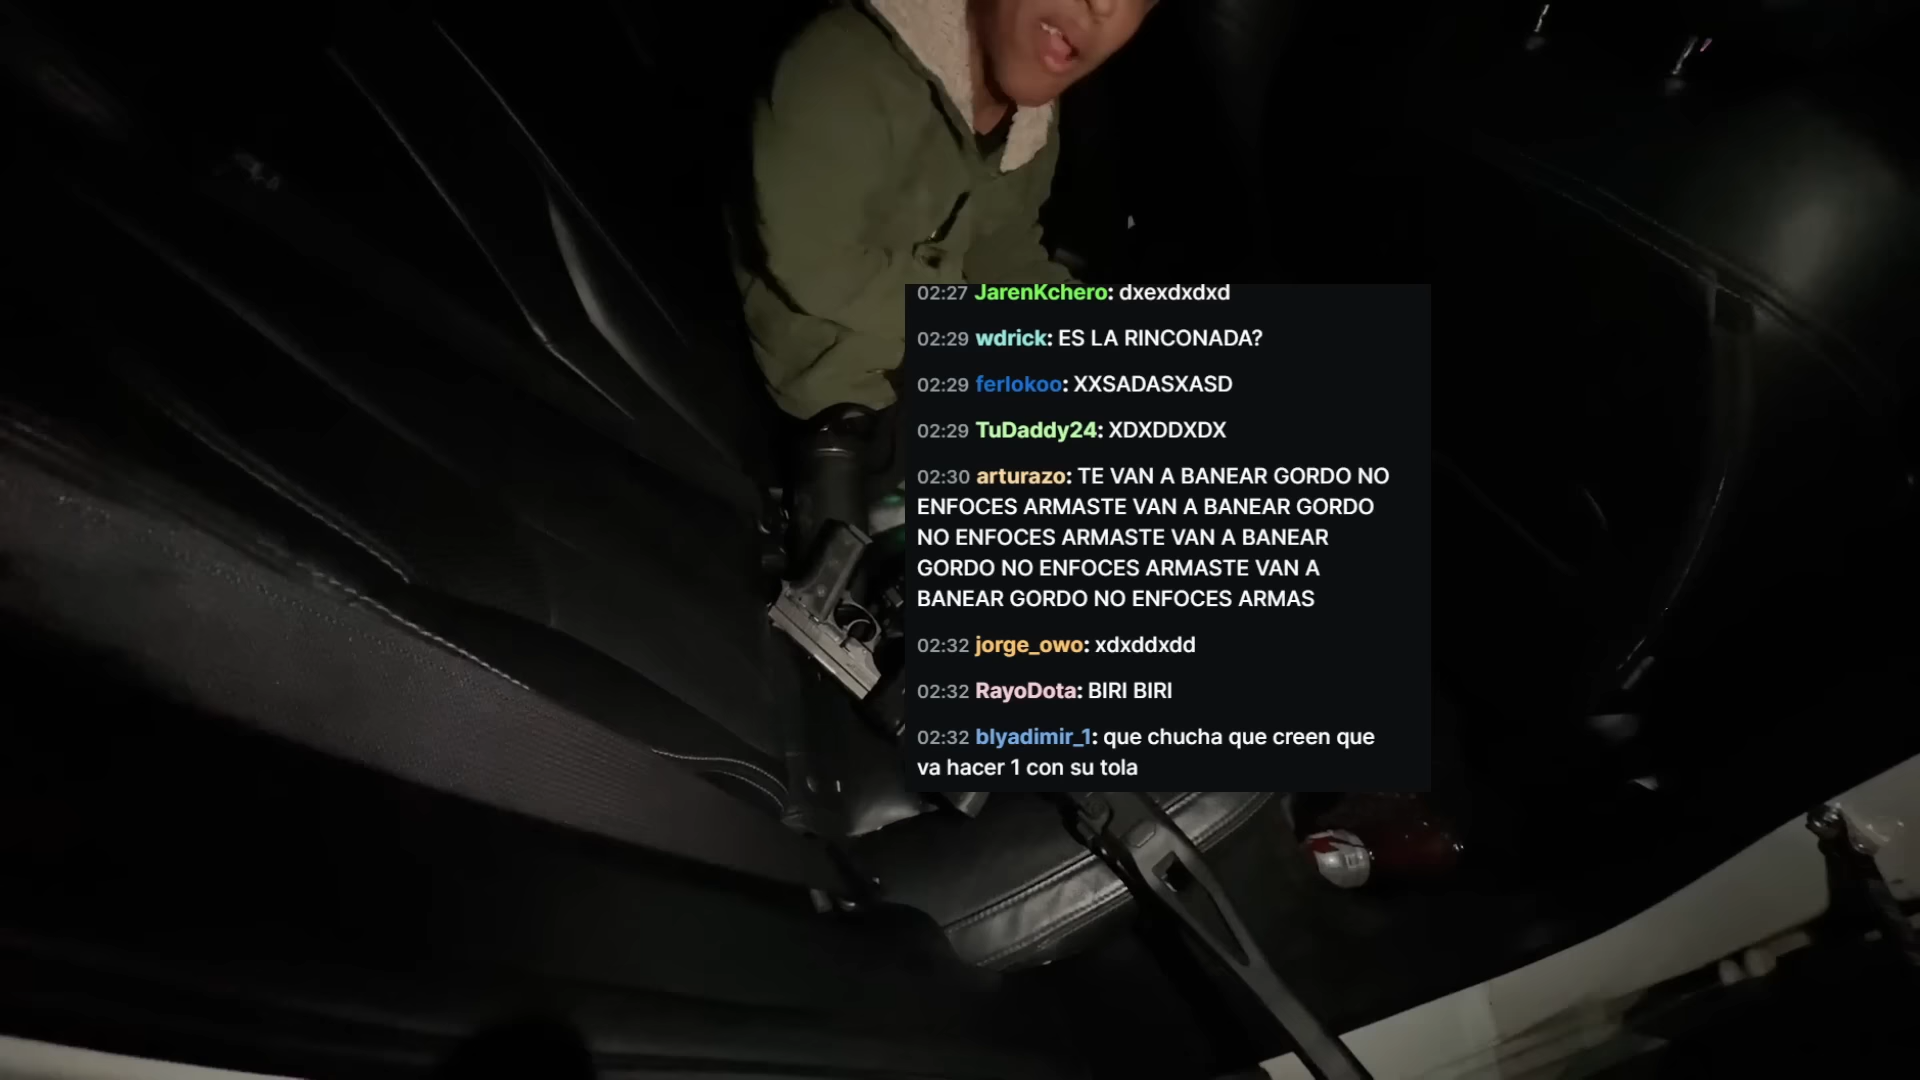 02:27 JarenKchero: dxexdxdxd
02:29 wdrick: ES LA RINCONADA?
02:29 ferlokoo: XXSADASXASD
02:29 TuDaddy24: XDXDDXDX
02:30 arturazo: TE VAN A BANEAR GORDO NO
ENFOCES ARMASTE VAN A BANEAR GORDO
NO ENFOCES ARMASTE VAN A BANEAR
GORDO NO ENFOCES ARMASTE VAN A
BANEAR GORDO NO ENFOCES ARMAS
02:32 jorge_owo: xdxddxdd
02:32 RayoDota: BIRI BIRI
02:32 blyadimir_1: que chucha que creen que
va hacer 1 con su tola